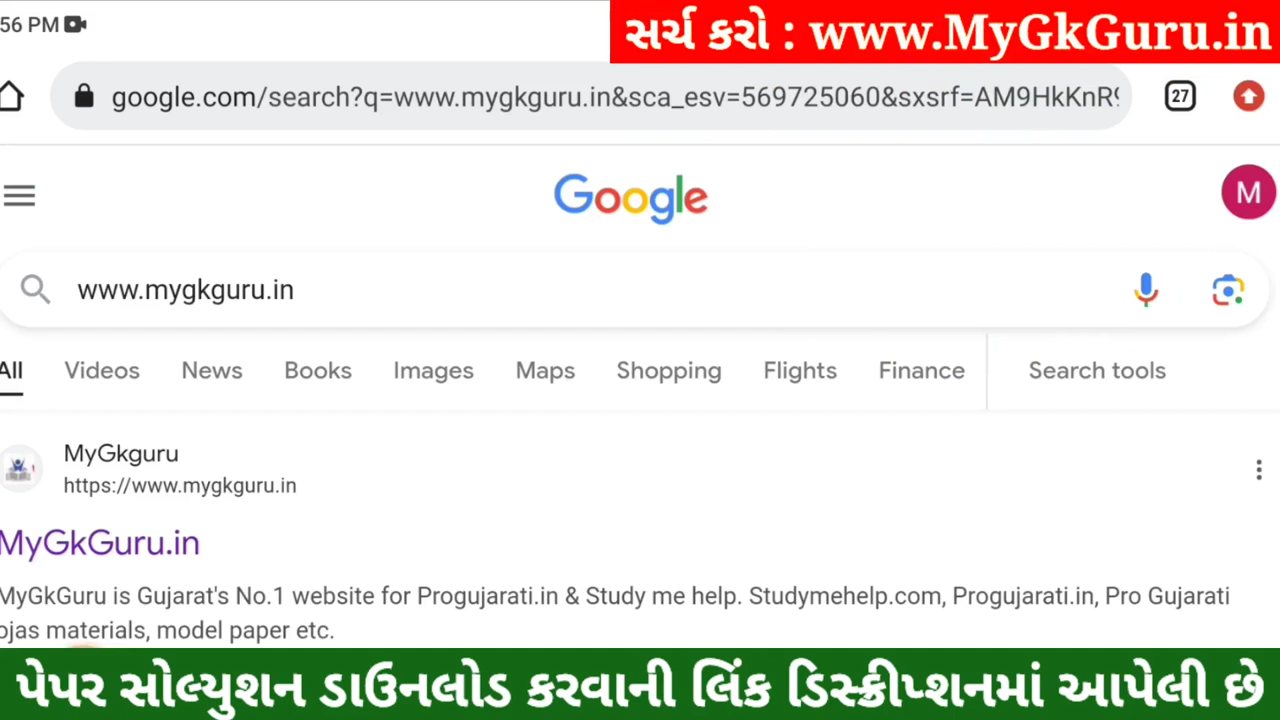 56 PM
સર્ચ કરો : www.MyGkGuru.in
google.com/search?q=www.mygkguru.in&sca_esv=569725060&sxsrf=AM9HkKnR9
27
Google
M
www.mygkguru.in
All Videos News Books Images Maps Shopping Flights Finance Search tools
MyGkguru
https://www.mygkguru.in
MyGkGuru.in
MyGkGuru is Gujarat's No.1 website for Progujarati.in & Study me help. Studymehelp.com, Progujarati.in, Pro Gujarati
ojas materials, model paper etc.
પેપર સોલ્યુશન ડાઉનલોડ કરવાની લિંક ડિસ્ક્રીપ્શનમાં આપેલી છે